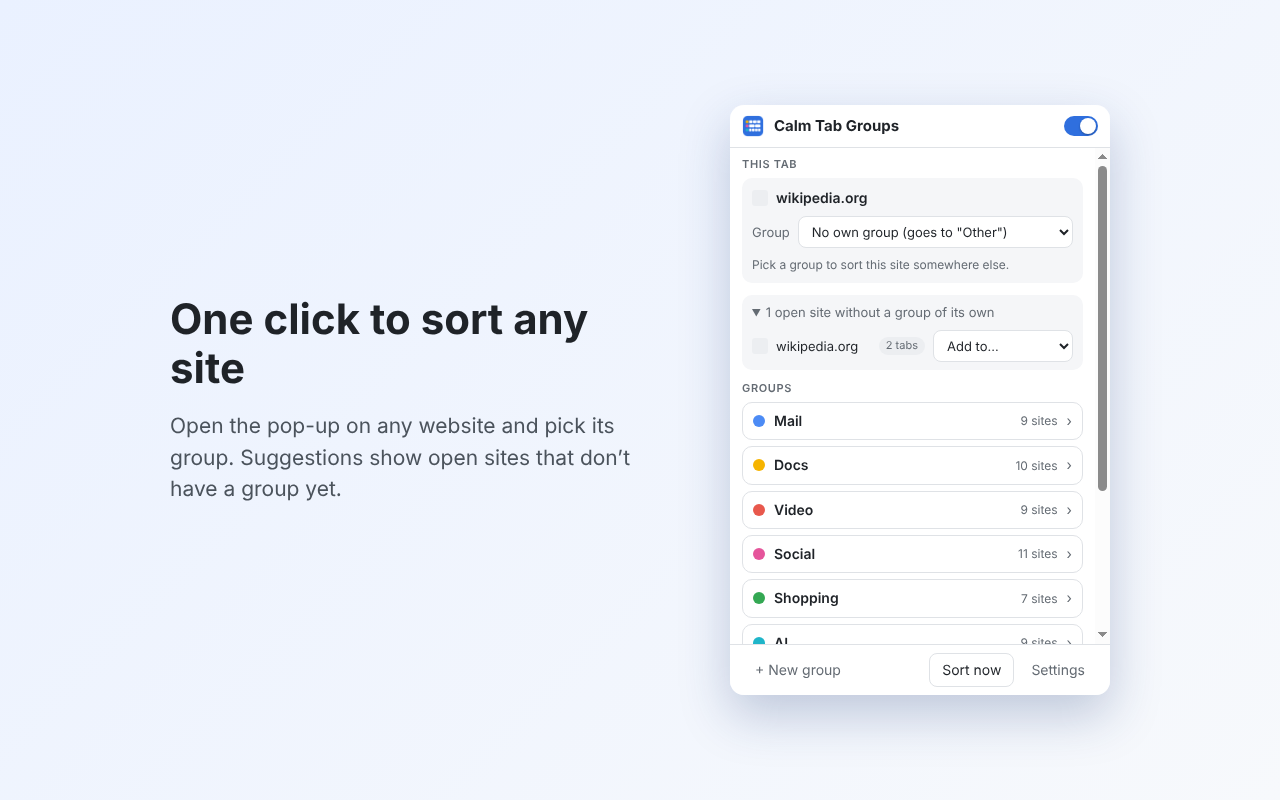 One click to sort any
site
Open the pop-up on any website and pick its
group. Suggestions show open sites that don’t
have a group yet.
Calm Tab Groups
THIS TAB
wikipedia.org
Group No own group (goes to "Other")
Pick a group to sort this site somewhere else.
▼ 1 open site without a group of its own
wikipedia.org 2 tabs Add to...
GROUPS
Mail 9 sites ›
Docs 10 sites ›
Video 9 sites ›
Social 11 sites ›
Shopping 7 sites ›
AI 9 sites ›
+ New group Sort now Settings